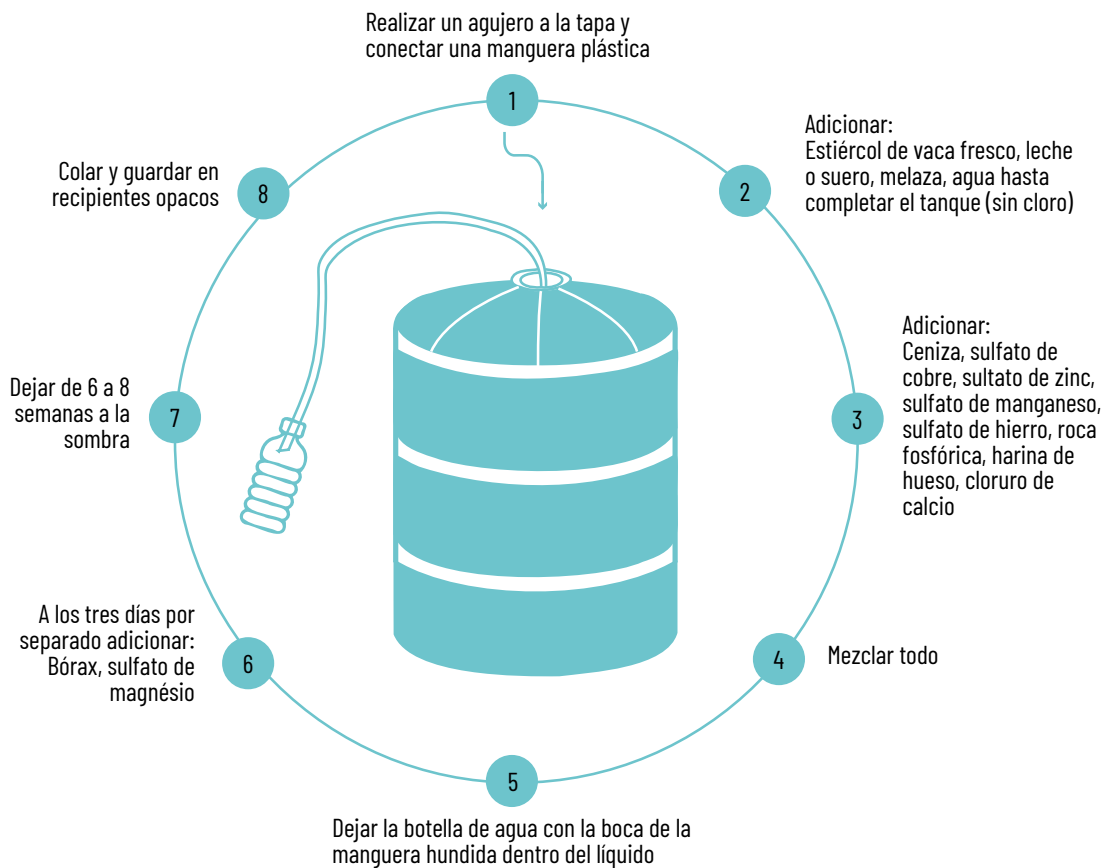 Realizar un agujero a la tapa y
conectar una manguera plástica
1
Adicionar:
Estiércol de vaca fresco, leche
o suero, melaza, agua hasta
completar el tanque (sin cloro)
2
Adicionar:
Ceniza, sulfato de
cobre, sultato de zinc,
sulfato de manganeso,
sulfato de hierro, roca
fosfórica, harina de
hueso, cloruro de
calcio
3
4
Mezclar todo
5
Dejar la botella de agua con la boca de la
manguera hundida dentro del líquido
A los tres días por
separado adicionar:
Bórax, sulfato de
magnésio
6
Dejar de 6 a 8
semanas a la
sombra
7
Colar y guardar en
recipientes opacos
8